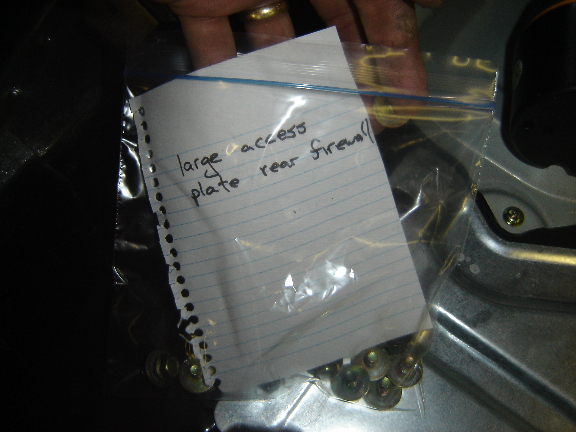 large access
plate rear firewall